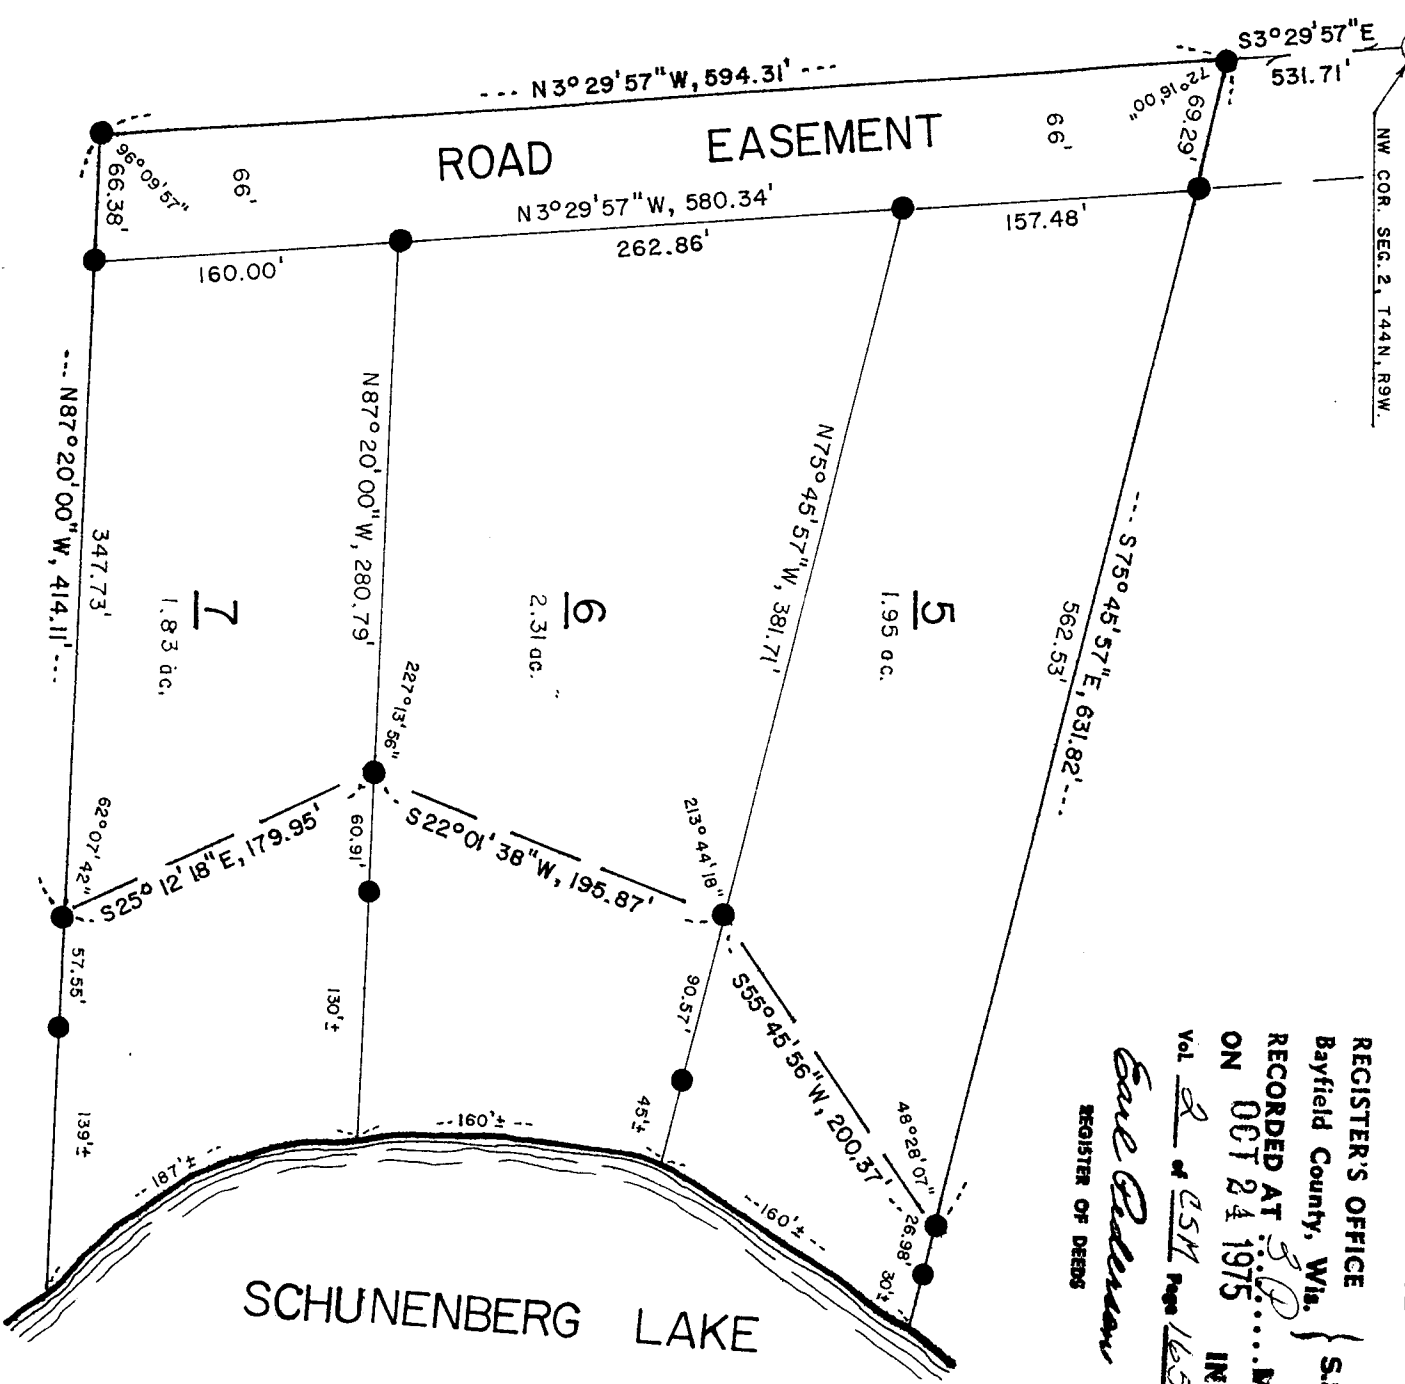 S3°29'57"E
531.71'
NW COR. SEC. 2, T44N, R9W.
--- N3°29'57"W, 594.31' ---
72°16'00"
69.29'
66'
ROAD EASEMENT
66'
96°09'57"
66.38'
N3°29'57"W, 580.34'
160.00'
262.86'
157.48'
--- N87°20'00"W, 414.11' ---
347.73'
N87°20'00"W, 280.79'
N75°45'57"W, 381.71'
--- S75°45'57"E, 631.82' ---
562.53'
7
1.83 ac.
6
2.31 ac.
5
1.95 ac.
227°13'56"
62°07'42"
S25°12'18"E, 179.95'
60.91'
S22°01'38"W, 195.87'
213°44'18"
57.55'
130'±
90.57'
S55°45'56"W, 200.37'
48°28'07"
26.98'
30'±
139'±
187'±
160'±
45'±
160'±
SCHUNENBERG LAKE
REGISTER'S OFFICE
Bayfield County, Wis.
RECORDED AT 3 P
ON OCT 24 1975 IN
Vol. 2 of CSM Page
Earl Pederson
REGISTER OF DEEDS